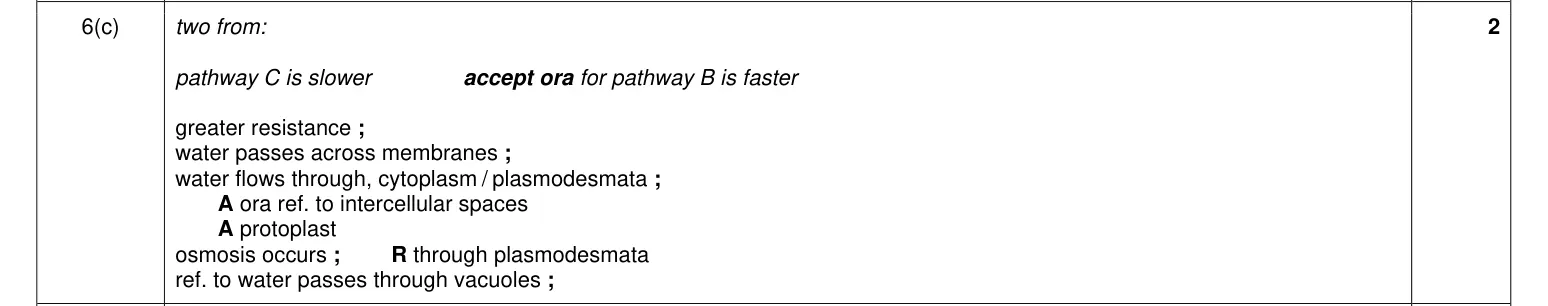 6(c) two from: 2
pathway C is slower accept ora for pathway B is faster
greater resistance ;
water passes across membranes ;
water flows through, cytoplasm / plasmodesmata ;
A ora ref. to intercellular spaces
A protoplast
osmosis occurs ; R through plasmodesmata
ref. to water passes through vacuoles ;